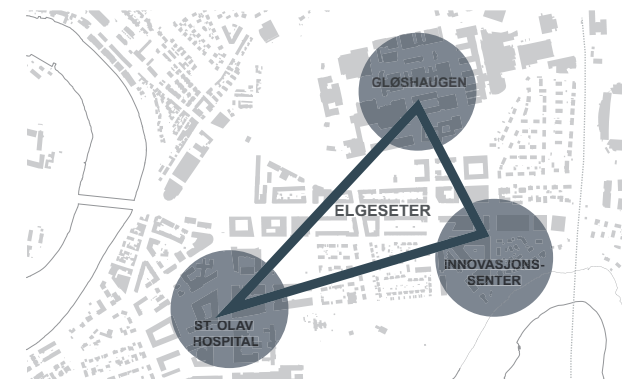 GLØSHAUGEN
ELGESETER
INNOVASJONS-
SENTER
ST. OLAV
HOSPITAL